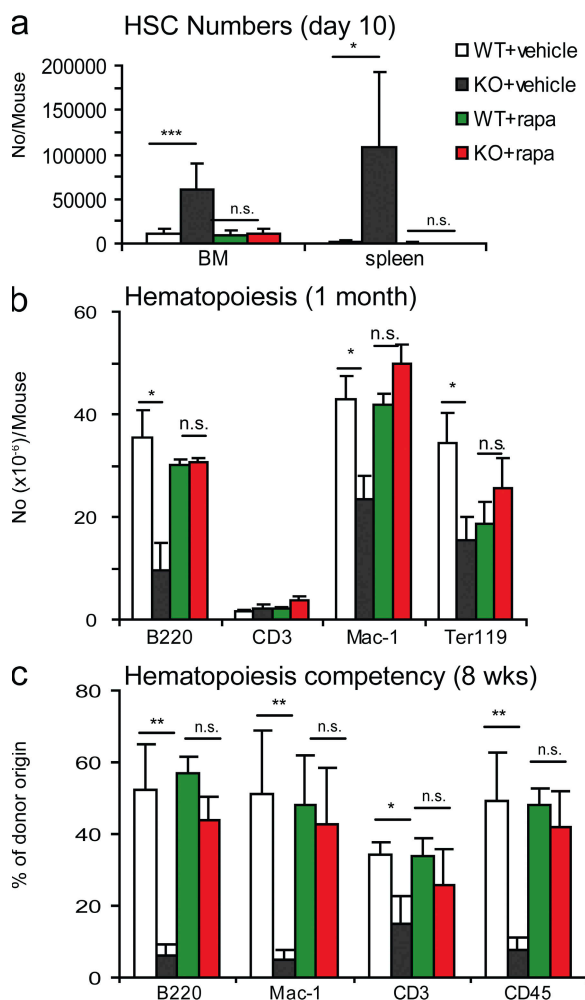 a HSC Numbers (day 10)
No/Mouse
200000
150000
100000
50000
0
***
n.s.
*
n.s.
BM spleen
WT+vehicle
KO+vehicle
WT+rapa
KO+rapa
b Hematopoiesis (1 month)
No (x10⁻⁶)/Mouse
60
40
20
0
*
n.s.
*
n.s.
*
n.s.
B220 CD3 Mac-1 Ter119
c Hematopoiesis competency (8 wks)
% of donor origin
80
60
40
20
0
**
n.s.
**
n.s.
*
n.s.
**
n.s.
B220 Mac-1 CD3 CD45